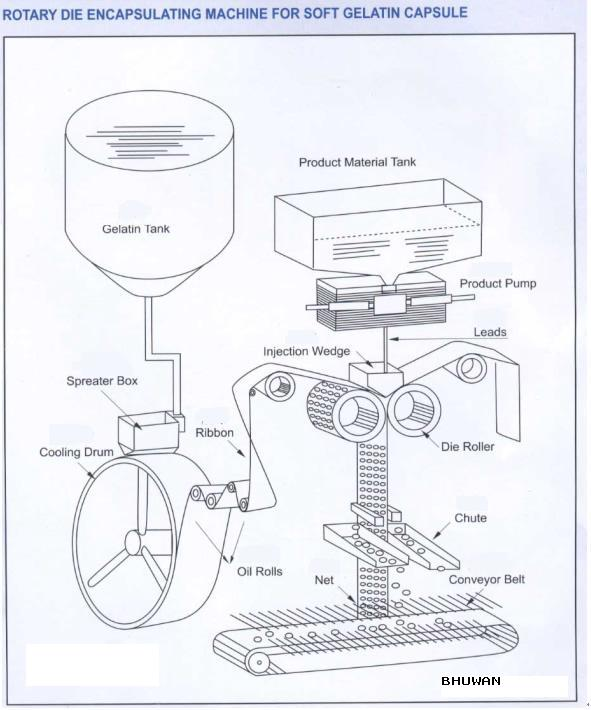 ROTARY DIE ENCAPSULATING MACHINE FOR SOFT GELATIN CAPSULE
Product Material Tank
Gelatin Tank
Product Pump
Leads
Injection Wedge
Spreater Box
Ribbon
Cooling Drum
Die Roller
Chute
Oil Rolls
Net
Conveyor Belt
BHUWAN